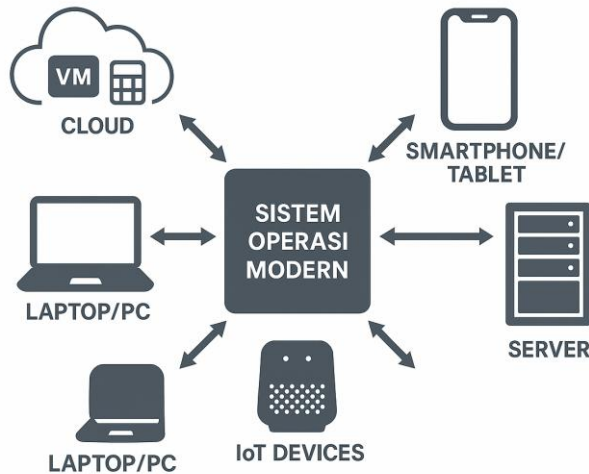 VM
CLOUD
SMARTPHONE/
TABLET
SISTEM
OPERASI
MODERN
LAPTOP/PC
SERVER
LAPTOP/PC
IoT DEVICES